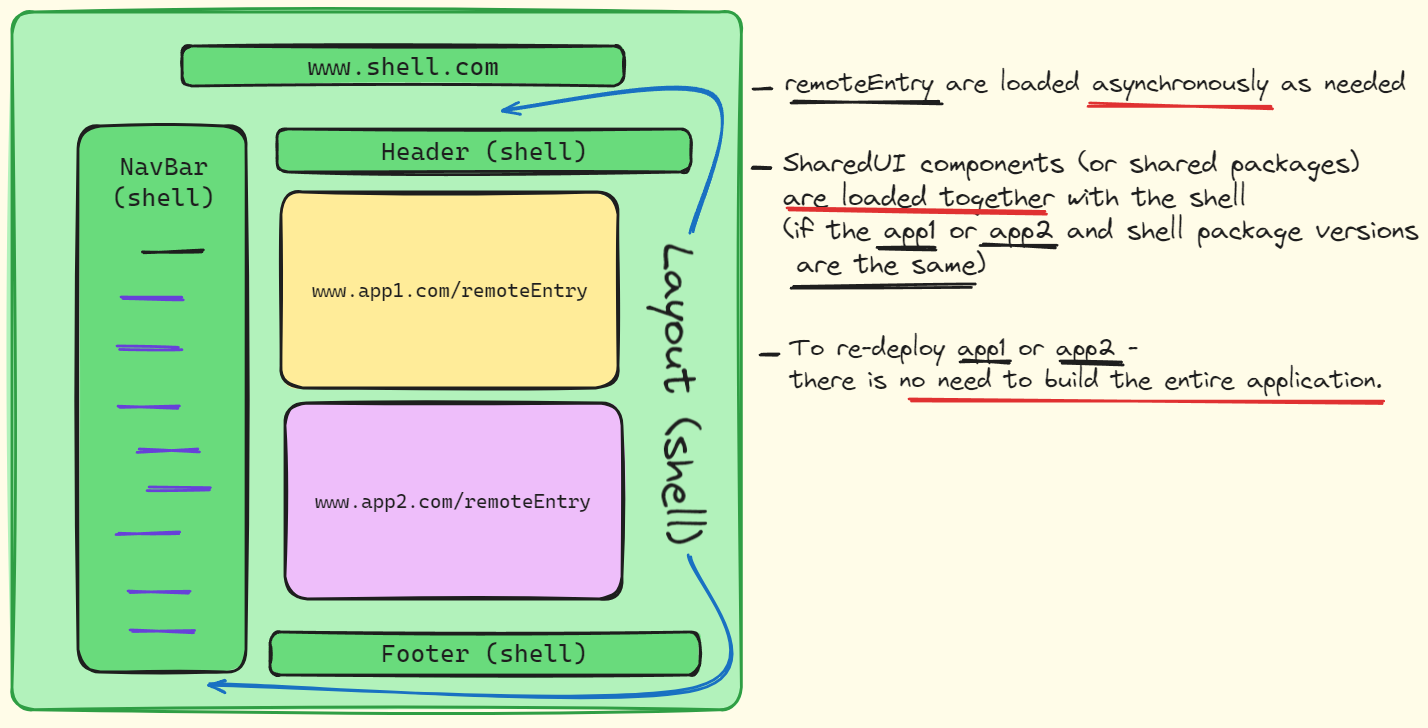 www.shell.com
NavBar
(shell)
Header (shell)
www.app1.com/remoteEntry
www.app2.com/remoteEntry
Layout (shell)
Footer (shell)
- remoteEntry are loaded asynchronously as needed
- SharedUI components (or shared packages)
are loaded together with the shell
(if the app1 or app2 and shell package versions
are the same)
- To re-deploy app1 or app2 -
there is no need to build the entire application.